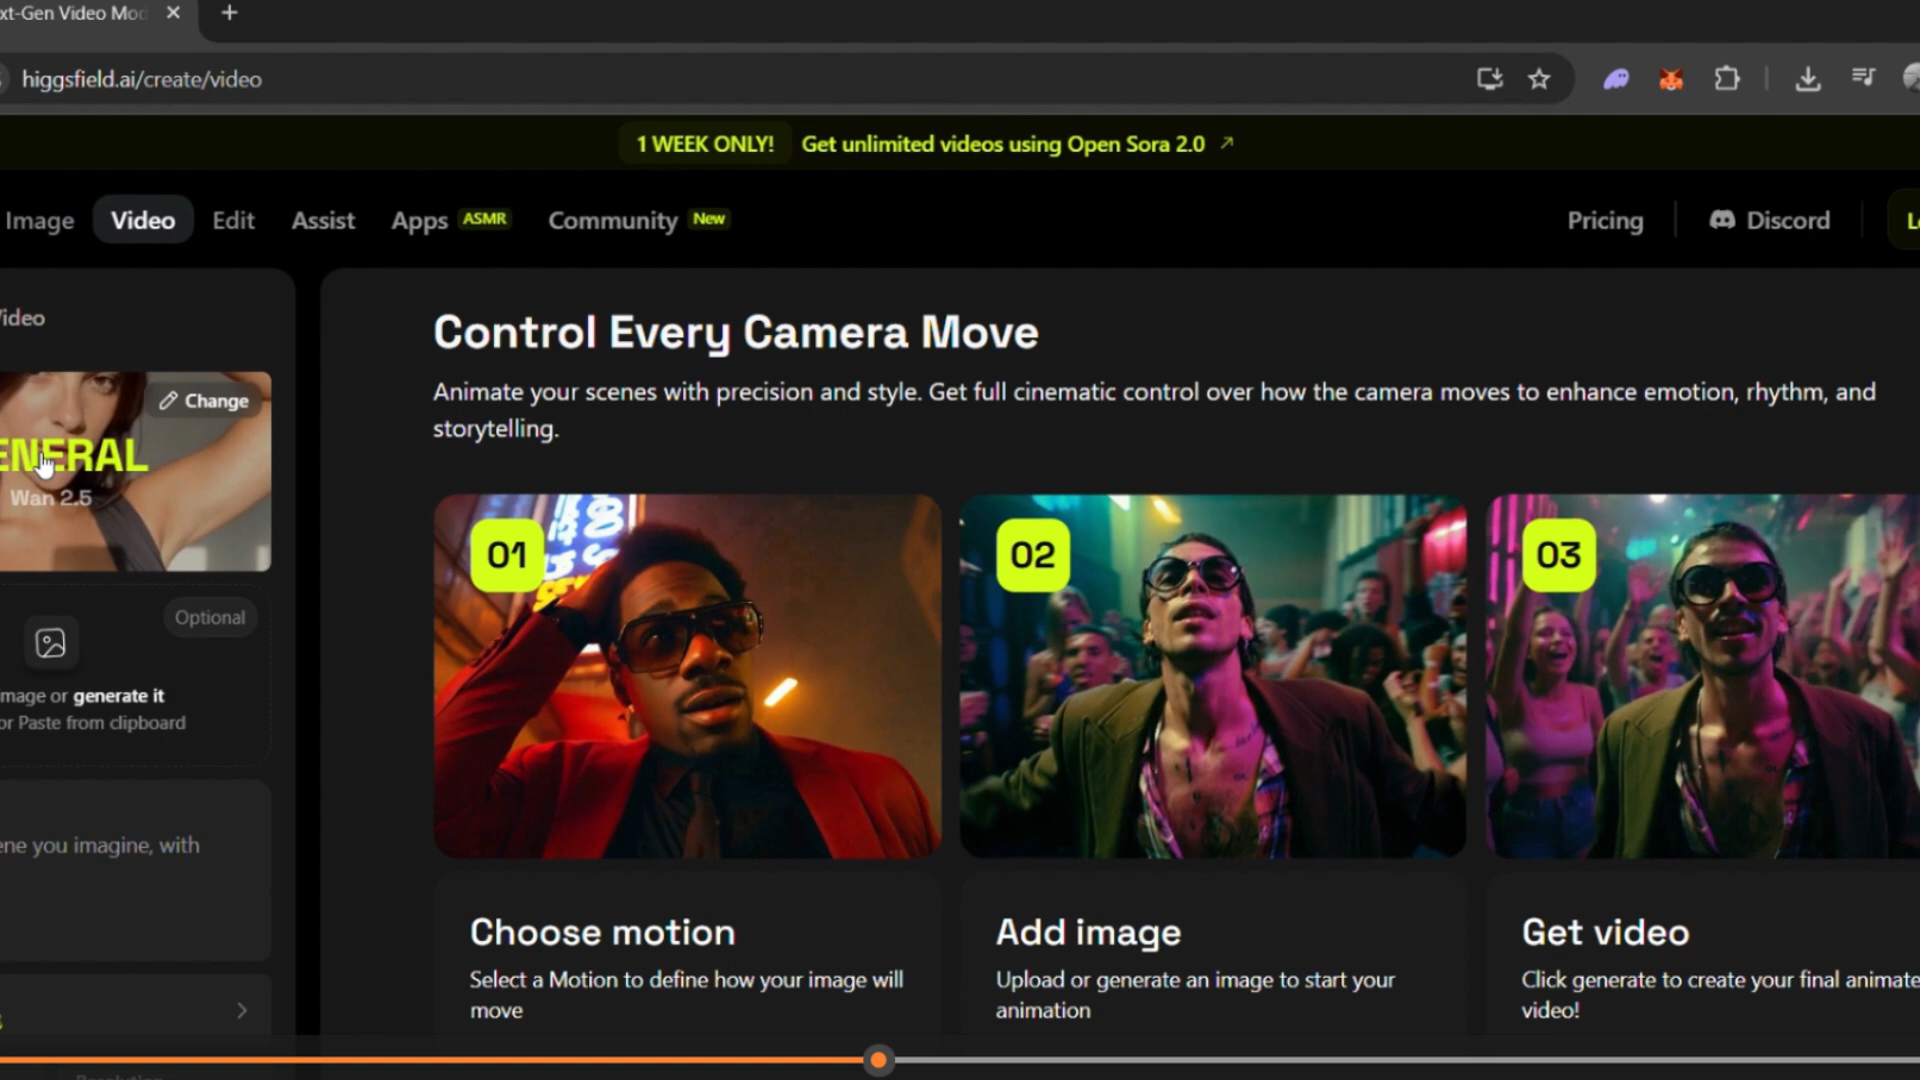 xt-Gen Video Mod
higgsfield.ai/create/video
1 WEEK ONLY! Get unlimited videos using Open Sora 2.0
Image Video Edit Assist Apps ASMR Community New Pricing Discord
Video
Control Every Camera Move
Animate your scenes with precision and style. Get full cinematic control over how the camera moves to enhance emotion, rhythm, and
storytelling.
Change
ENERAL
Wan 2.5
01
02
03
Optional
mage or generate it
or Paste from clipboard
ene you imagine, with
Choose motion
Select a Motion to define how your image will
move
Add image
Upload or generate an image to start your
animation
Get video
Click generate to create your final animate
video!